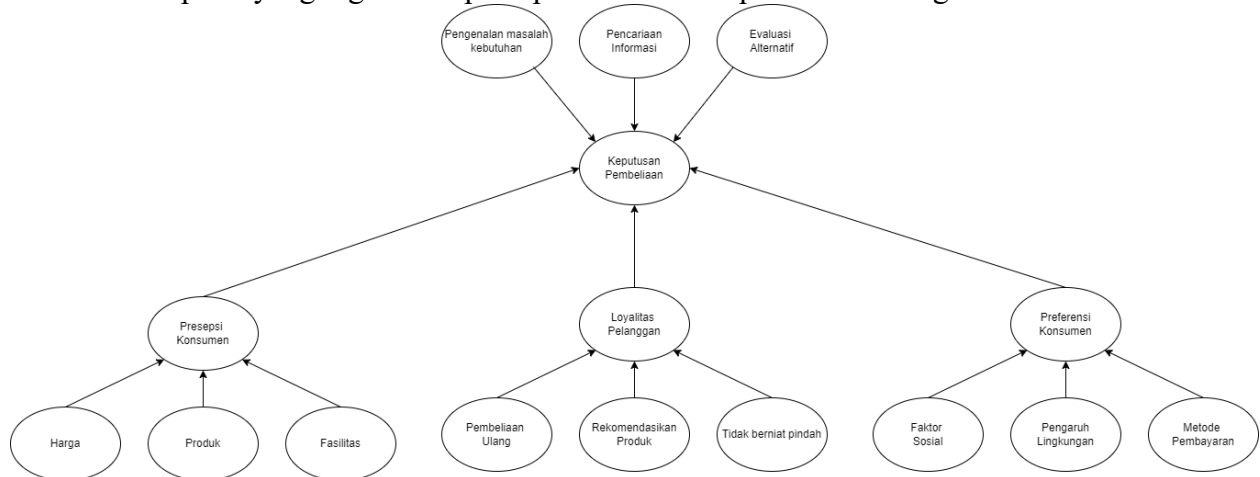 Pengenalan masalah
kebutuhan
Pencariaan
Informasi
Evaluasi
Alternatif
Keputusan
Pembeliaan
Presepsi
Konsumen
Loyalitas
Pelanggan
Preferensi
Konsumen
Harga
Produk
Fasilitas
Pembeliaan
Ulang
Rekomendasikan
Produk
Tidak berniat pindah
Faktor
Sosial
Pengaruh
Lingkungan
Metode
Pembayaran